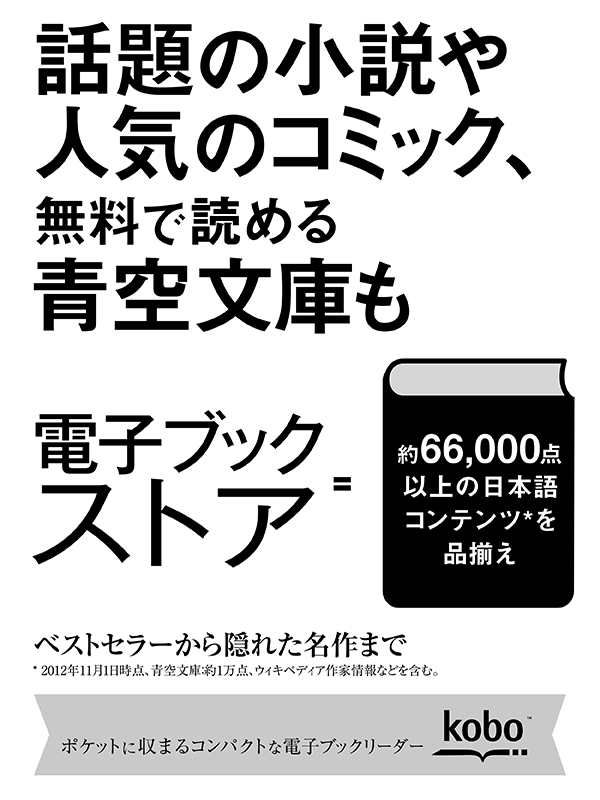 話題の小説や
人気のコミック、
無料で読める
青空文庫も
電子ブック
ストア
=
約66,000点
以上の日本語
コンテンツ*を
品揃え
ベストセラーから隠れた名作まで
* 2012年11月1日時点、青空文庫:約1万点、ウィキペディア作家情報などを含む。
ポケットに収まるコンパクトな電子ブックリーダー
kobo™